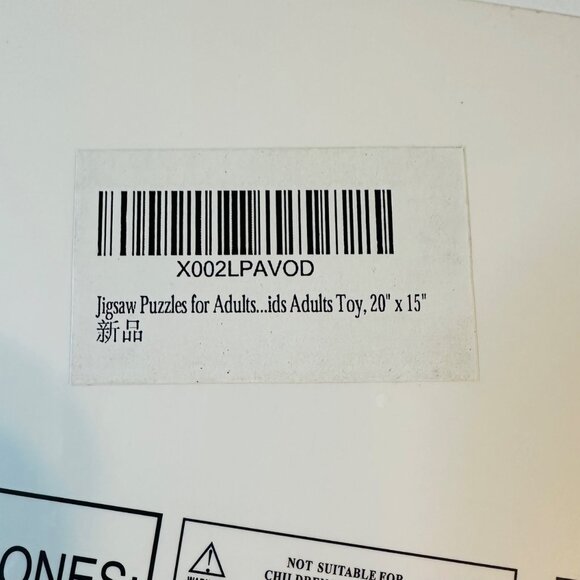 X002LPAVOD
Jigsaw Puzzles for Adults...ids Adults Toy, 20" x 15"
新品
NOT SUITABLE FOR